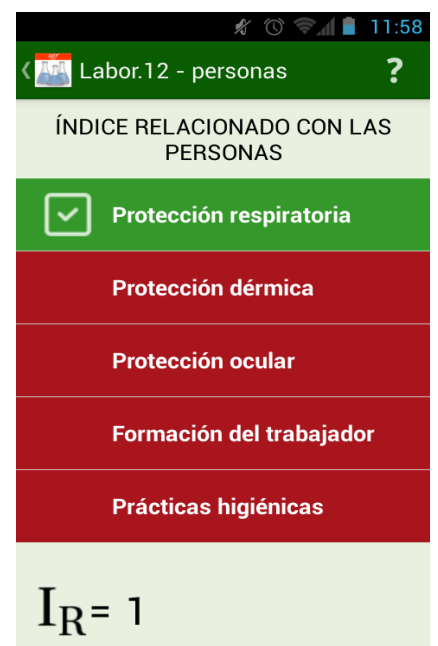 11:58
Labor.12 - personas ?
ÍNDICE RELACIONADO CON LAS
PERSONAS
Protección respiratoria
Protección dérmica
Protección ocular
Formación del trabajador
Prácticas higiénicas
IR= 1